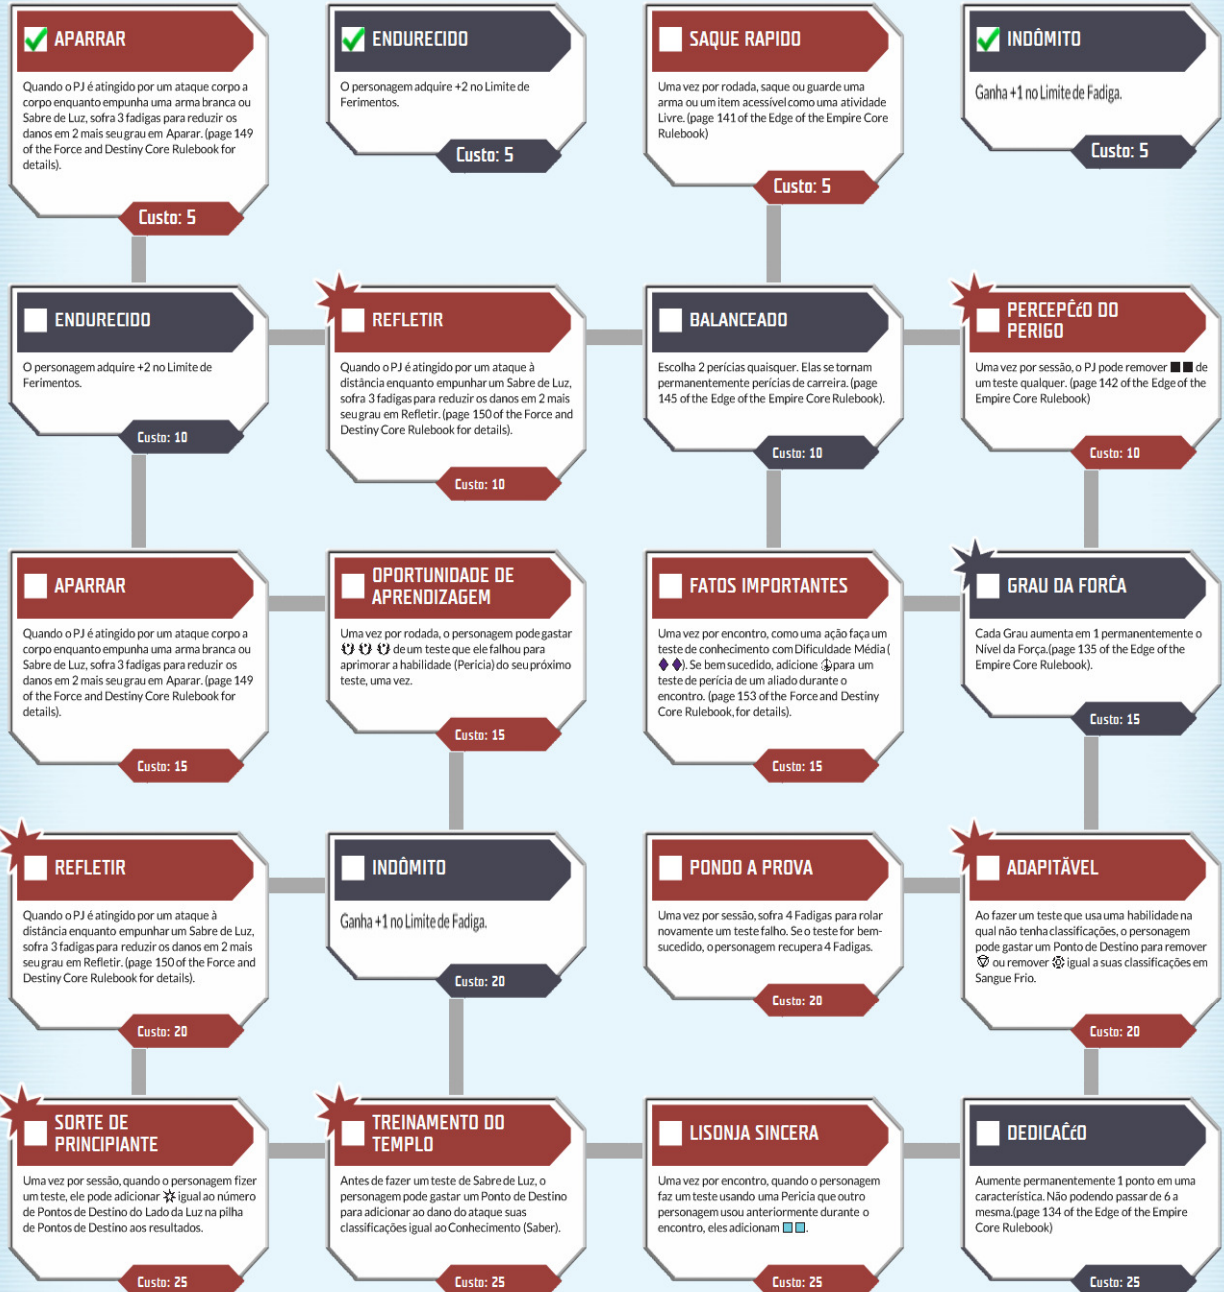 APARRAR
Quando o PJ é atingido por um ataque corpo a
corpo enquanto empunha uma arma branca ou
Sabre de Luz, sofra 3 fadigas para reduzir os
danos em 2 mais seu grau em Aparar. (page 149
of the Force and Destiny Core Rulebook for
details).
Custo: 5
ENDURECIDO
O personagem adquire +2 no Limite de
Ferimentos.
Custo: 5
SAQUE RAPIDO
Uma vez por rodada, saque ou guarde uma
arma ou um item acessível como uma atividade
Livre. (page 141 of the Edge of the Empire Core
Rulebook)
Custo: 5
INDÔMITO
Ganha +1 no Limite de Fadiga.
Custo: 5
ENDURECIDO
O personagem adquire +2 no Limite de
Ferimentos.
Custo: 10
REFLETIR
Quando o PJ é atingido por um ataque à
distância enquanto empunhar um Sabre de Luz,
sofra 3 fadigas para reduzir os danos em 2 mais
seu grau em Refletir. (page 150 of the Force and
Destiny Core Rulebook for details).
Custo: 10
BALANCEADO
Escolha 2 perícias quaisquer. Elas se tornam
permanentemente perícias de carreira. (page
145 of the Edge of the Empire Core Rulebook).
Custo: 10
PERCEPĈéO DO
PERIGO
Uma vez por sessão, o PJ pode remover ■ ■ de
um teste qualquer. (page 142 of the Edge of the
Empire Core Rulebook)
Custo: 10
APARRAR
Quando o PJ é atingido por um ataque corpo a
corpo enquanto empunha uma arma branca ou
Sabre de Luz, sofra 3 fadigas para reduzir os
danos em 2 mais seu grau em Aparar. (page 149
of the Force and Destiny Core Rulebook for
details).
Custo: 15
OPORTUNIDADE DE
APRENDIZAGEM
Uma vez por rodada, o personagem pode gastar
de um teste que ele falhou para
aprimorar a habilidade (Pericia) do seu próximo
teste, uma vez.
Custo: 15
FATOS IMPORTANTES
Uma vez por encontro, como uma ação faça um
teste de conhecimento com Dificuldade Média (
◆ ◆). Se bem sucedido, adicione para um
teste de perícia de um aliado durante o
encontro. (page 153 of the Force and Destiny
Core Rulebook, for details).
Custo: 15
GRAU DA FORĈA
Cada Grau aumenta em 1 permanentemente o
Nível da Força.(page 135 of the Edge of the
Empire Core Rulebook).
Custo: 15
REFLETIR
Quando o PJ é atingido por um ataque à
distância enquanto empunhar um Sabre de Luz,
sofra 3 fadigas para reduzir os danos em 2 mais
seu grau em Refletir. (page 150 of the Force and
Destiny Core Rulebook for details).
Custo: 20
INDÔMITO
Ganha +1 no Limite de Fadiga.
Custo: 20
PONDO A PROVA
Uma vez por sessão, sofra 4 Fadigas para rolar
novamente um teste falho. Se o teste for bem-
sucedido, o personagem recupera 4 Fadigas.
Custo: 20
ADAPITÃVEL
Ao fazer um teste que usa uma habilidade na
qual não tenha classificações, o personagem
pode gastar um Ponto de Destino para remover
ou remover igual a suas classificações em
Sangue Frio.
Custo: 20
SORTE DE
PRINCIPIANTE
Uma vez por sessão, quando o personagem fizer
um teste, ele pode adicionar igual ao número
de Pontos de Destino do Lado da Luz na pilha
de Pontos de Destino aos resultados.
Custo: 25
TREINAMENTO DO
TEMPLO
Antes de fazer um teste de Sabre de Luz, o
personagem pode gastar um Ponto de Destino
para adicionar ao dano do ataque suas
classificações igual ao Conhecimento (Saber).
Custo: 25
LISONJA SINCERA
Uma vez por encontro, quando o personagem
faz um teste usando uma Pericia que outro
personagem usou anteriormente durante o
encontro, eles adicionam ■ ■.
Custo: 25
DEDICAĈéO
Aumente permanentemente 1 ponto em uma
característica. Não podendo passar de 6 a
mesma.(page 134 of the Edge of the Empire
Core Rulebook)
Custo: 25